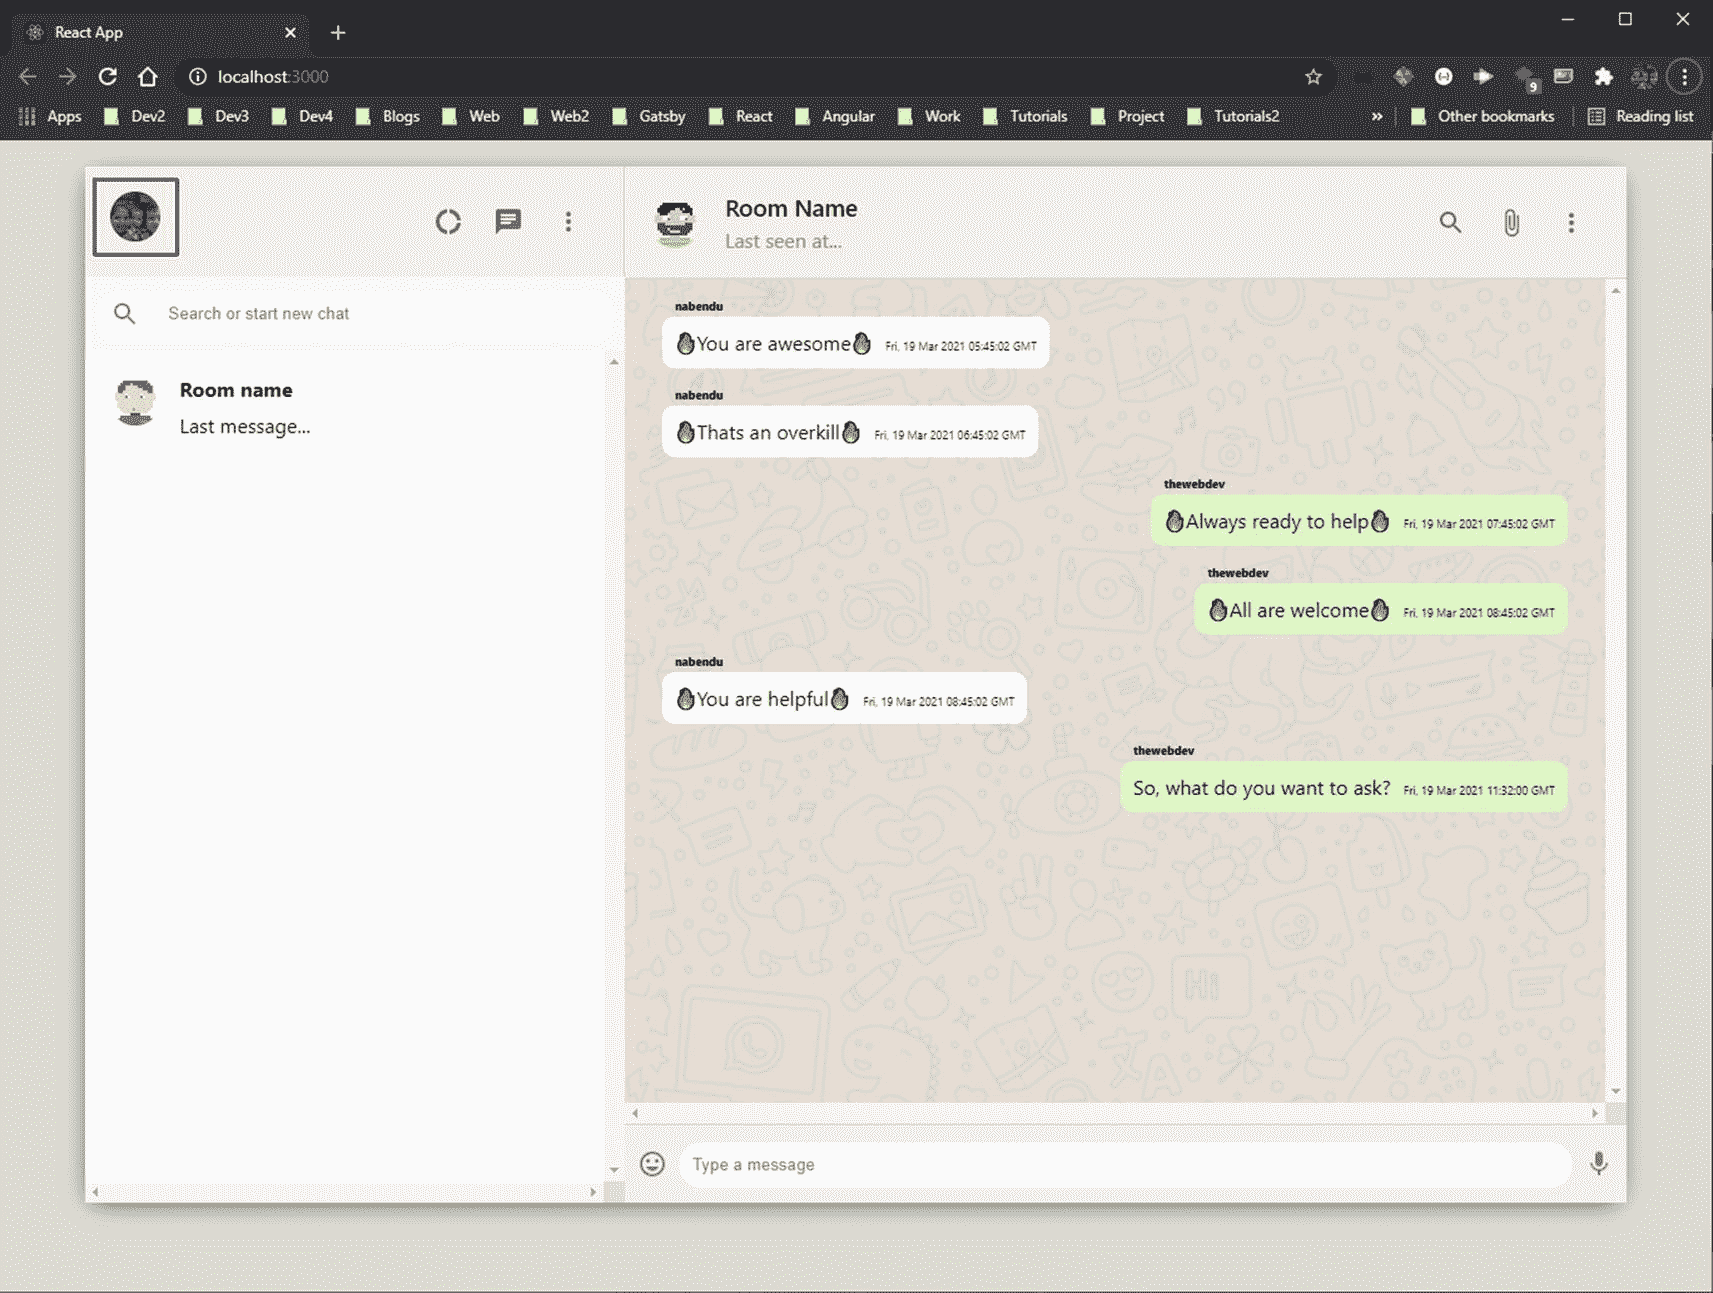 React App
localhost:3000
9
Apps Dev2 Dev3 Dev4 Blogs Web Web2 Gatsby React Angular Work Tutorials Project Tutorials2 » Other bookmarks Reading list
Room Name
Last seen at...
Search or start new chat
Room name
Last message...
nabendu
You are awesome Fri, 19 Mar 2021 05:45:02 GMT
nabendu
Thats an overkill Fri, 19 Mar 2021 06:45:02 GMT
thewebdev
Always ready to help Fri, 19 Mar 2021 07:45:02 GMT
thewebdev
All are welcome Fri, 19 Mar 2021 08:45:02 GMT
nabendu
You are helpful Fri, 19 Mar 2021 08:45:02 GMT
thewebdev
So, what do you want to ask? Fri, 19 Mar 2021 11:32:00 GMT
HI
Type a message